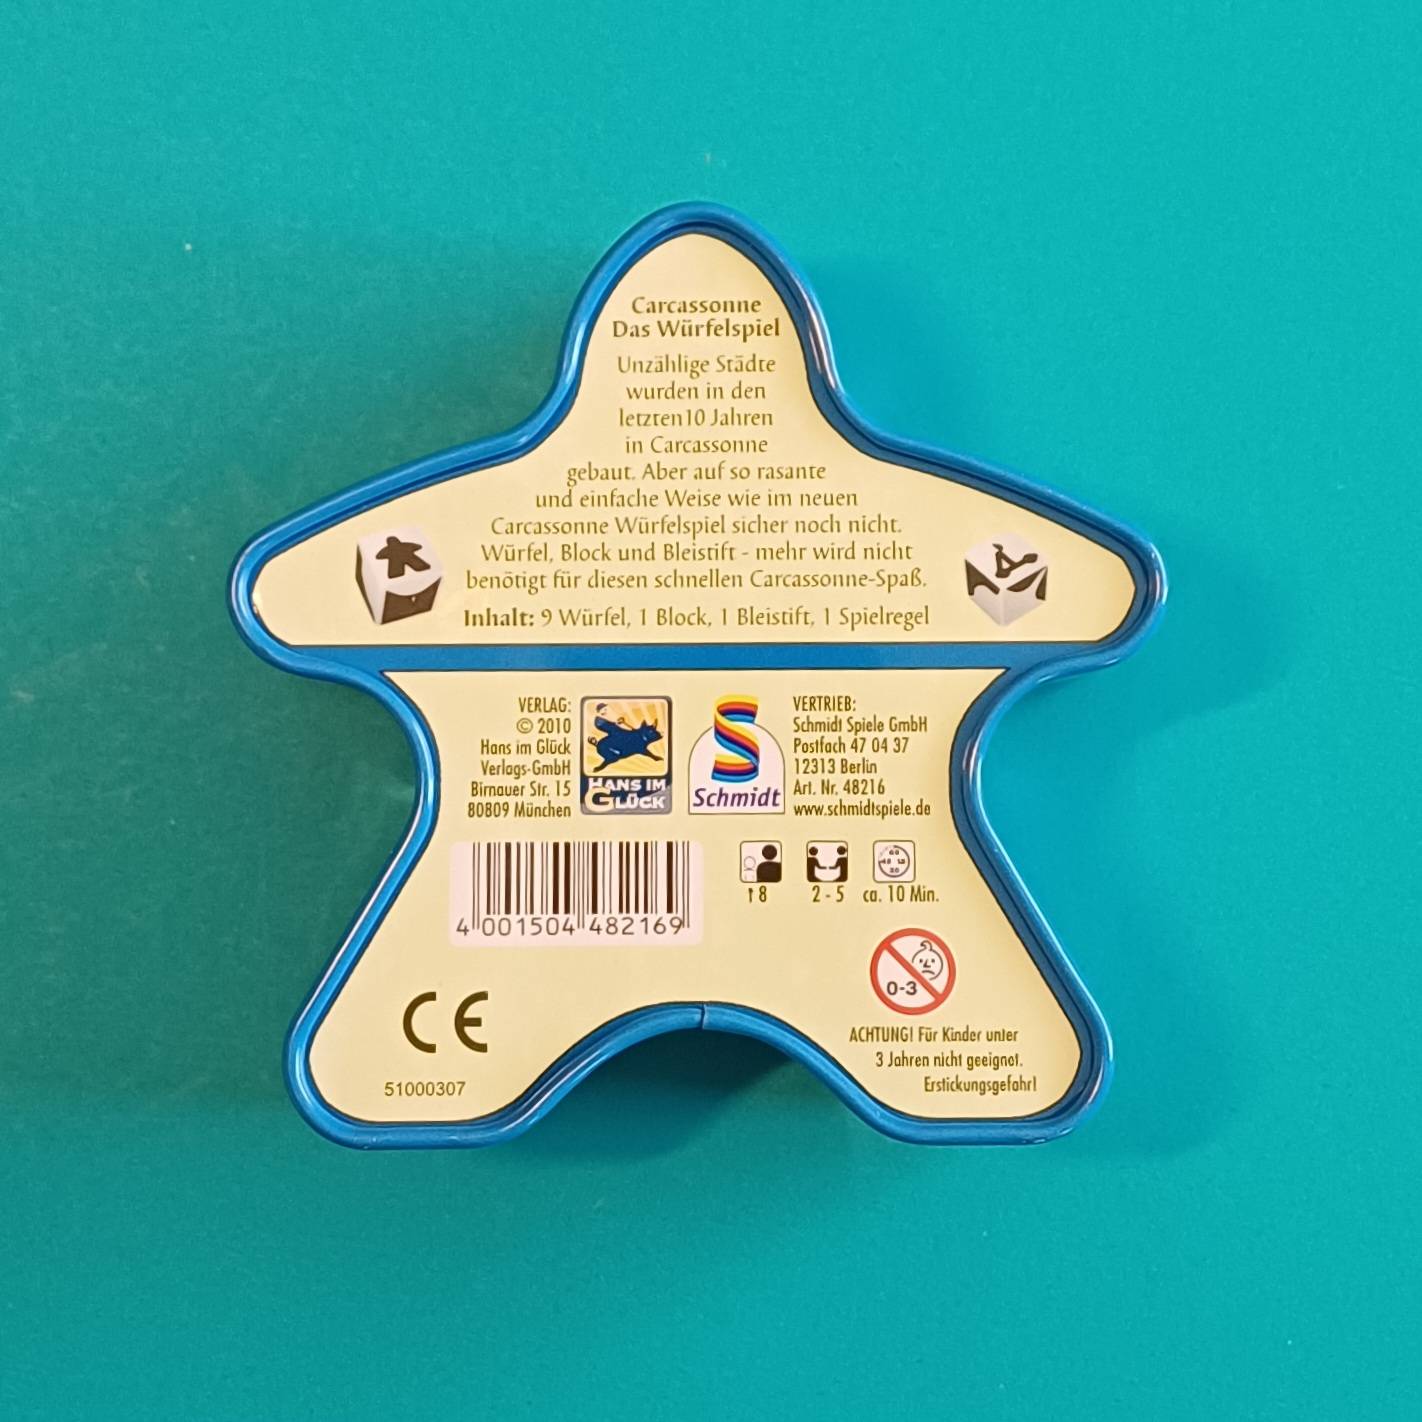 Carcassonne
Das Würfelspiel
Unzählige Städte
wurden in den
letzten10 Jahren
in Carcassonne
gebaut. Aber auf so rasante
und einfache Weise wie im neuen
Carcassonne Würfelspiel sicher noch nicht.
Würfel, Block und Bleistift - mehr wird nicht
benötigt für diesen schnellen Carcassonne-Spaß.
Inhalt: 9 Würfel, 1 Block, 1 Bleistift, 1 Spielregel
VERLAG:
© 2010
Hans im Glück
Verlags-GmbH
Birnauer Str. 15
80809 München
HANS IM
GLÜCK
Schmidt
VERTRIEB:
Schmidt Spiele GmbH
Postfach 47 04 37
12313 Berlin
Art. Nr. 48216
www.schmidtspiele.de
4 001504 482169
↑ 8
2 - 5
ca. 10 Min.
0-3
CE
ACHTUNG! Für Kinder unter
3 Jahren nicht geeignet.
Erstickungsgefahr!
51000307